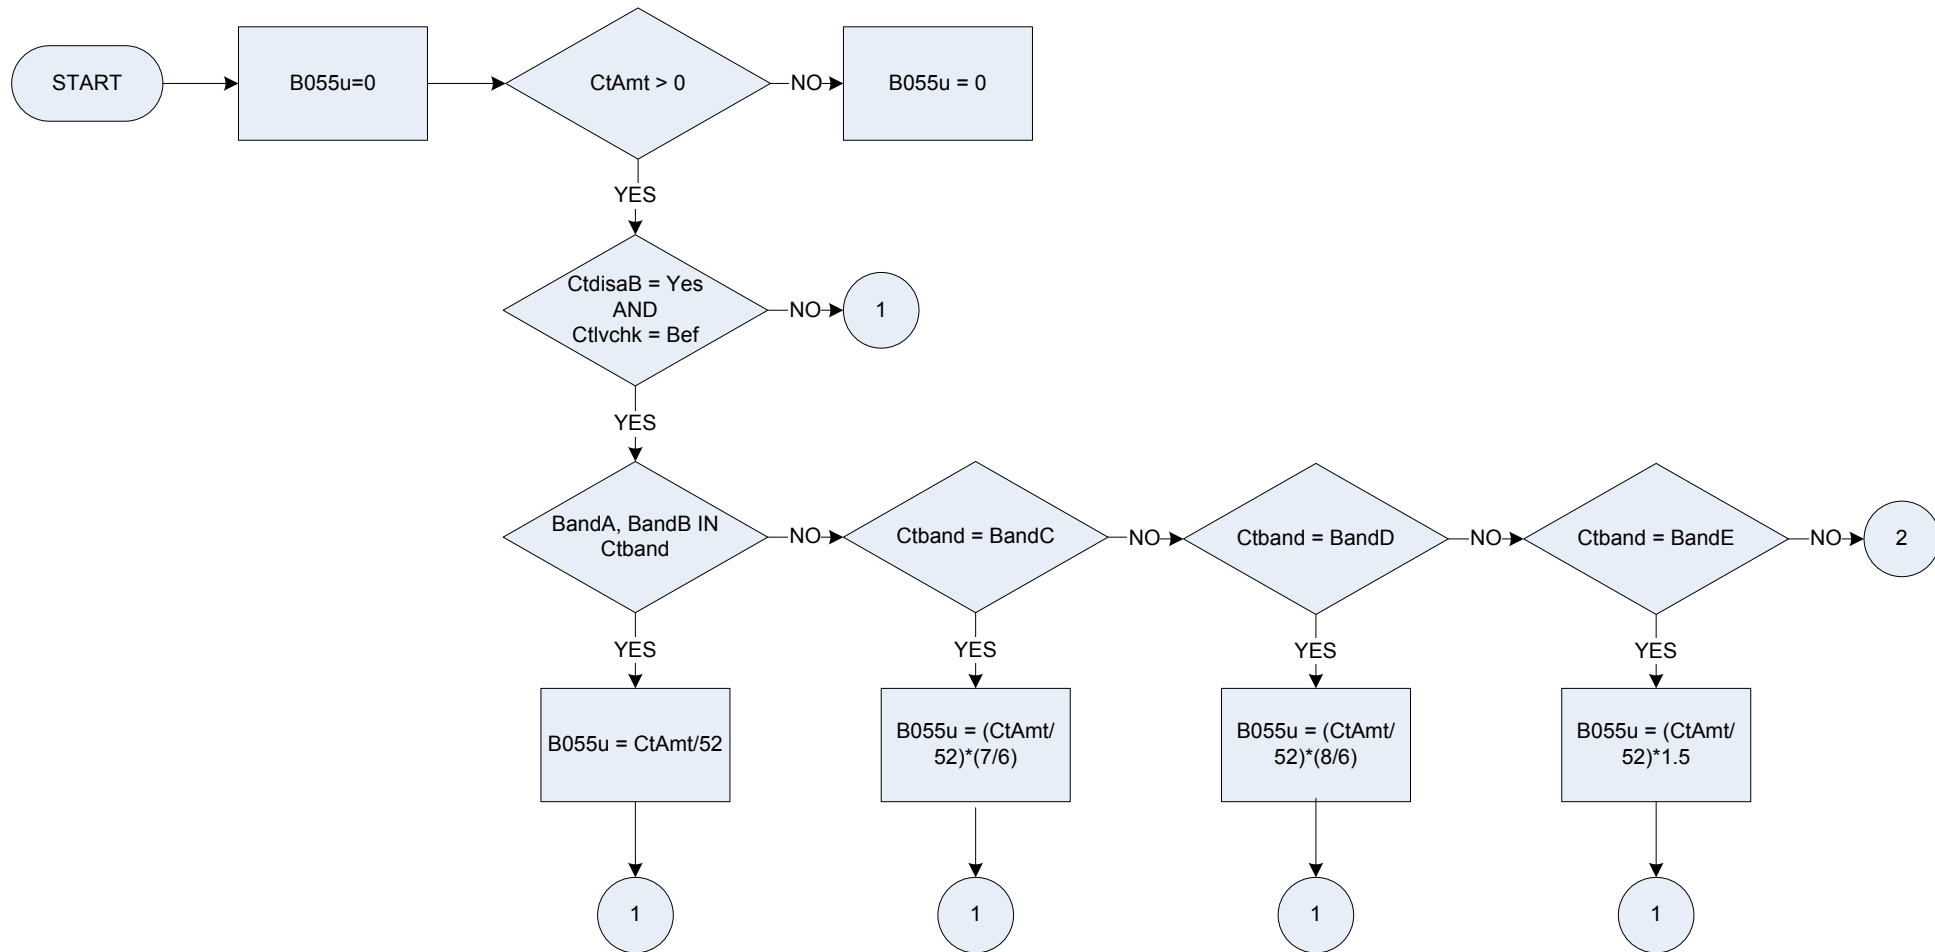 START
B055u=0
CtAmt > 0
NO
B055u = 0
YES
CtdisaB = Yes
AND
Ctlvchk = Bef
NO
1
YES
BandA, BandB IN
Ctband
NO
Ctband = BandC
NO
Ctband = BandD
NO
Ctband = BandE
NO
2
YES
YES
YES
YES
B055u = CtAmt/52
B055u = (CtAmt/
52)*(7/6)
B055u = (CtAmt/
52)*(8/6)
B055u = (CtAmt/
52)*1.5
1
1
1
1